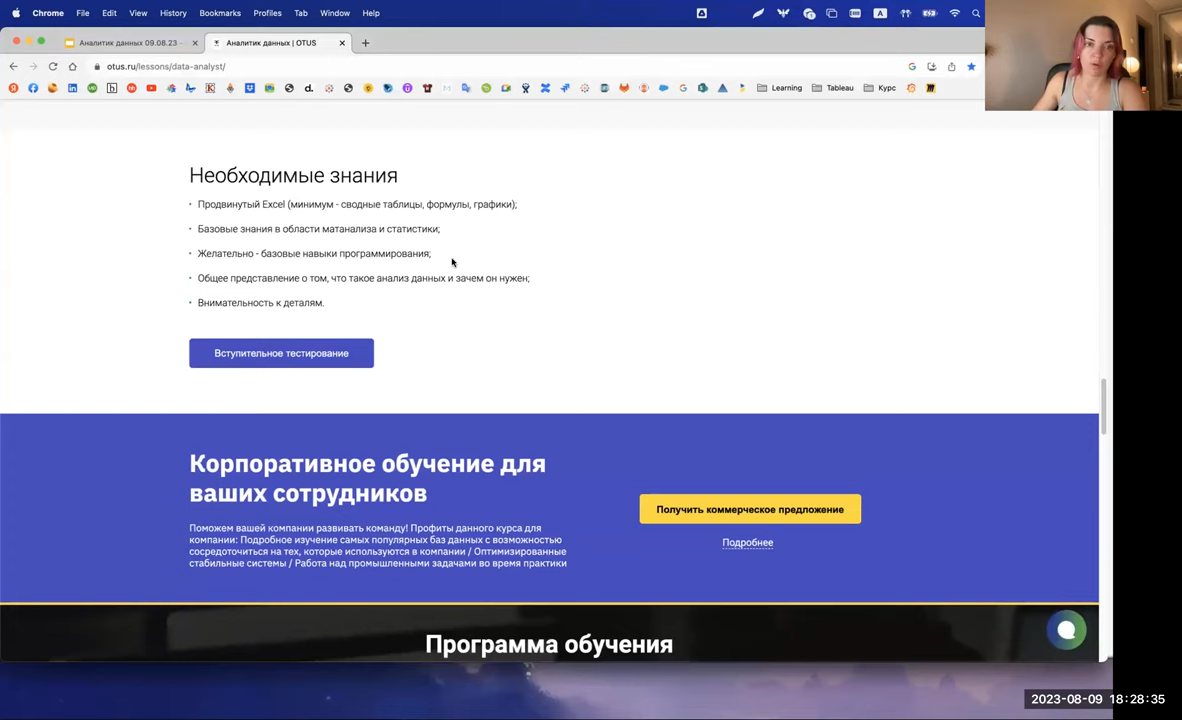 Chrome File Edit View History Bookmarks Profiles Tab Window Help
Аналитик данных 09.08.23 -
Аналитик данных | OTUS
otus.ru/lessons/data-analyst/
Learning
Tableau
Курс
Необходимые знания
Продвинутый Excel (минимум - сводные таблицы, формулы, графики);
Базовые знания в области матанализа и статистики;
Желательно - базовые навыки программирования;
Общее представление о том, что такое анализ данных и зачем он нужен;
Внимательность к деталям.
Вступительное тестирование
Корпоративное обучение для
ваших сотрудников
Поможем вашей компании развивать команду! Профиты данного курса для
компании: Подробное изучение самых популярных баз данных с возможностью
сосредоточиться на тех, которые используются в компании / Оптимизированные
стабильные системы / Работа над промышленными задачами во время практики
Получить коммерческое предложение
Подробнее
Программа обучения
2023-08-09 18:28:35